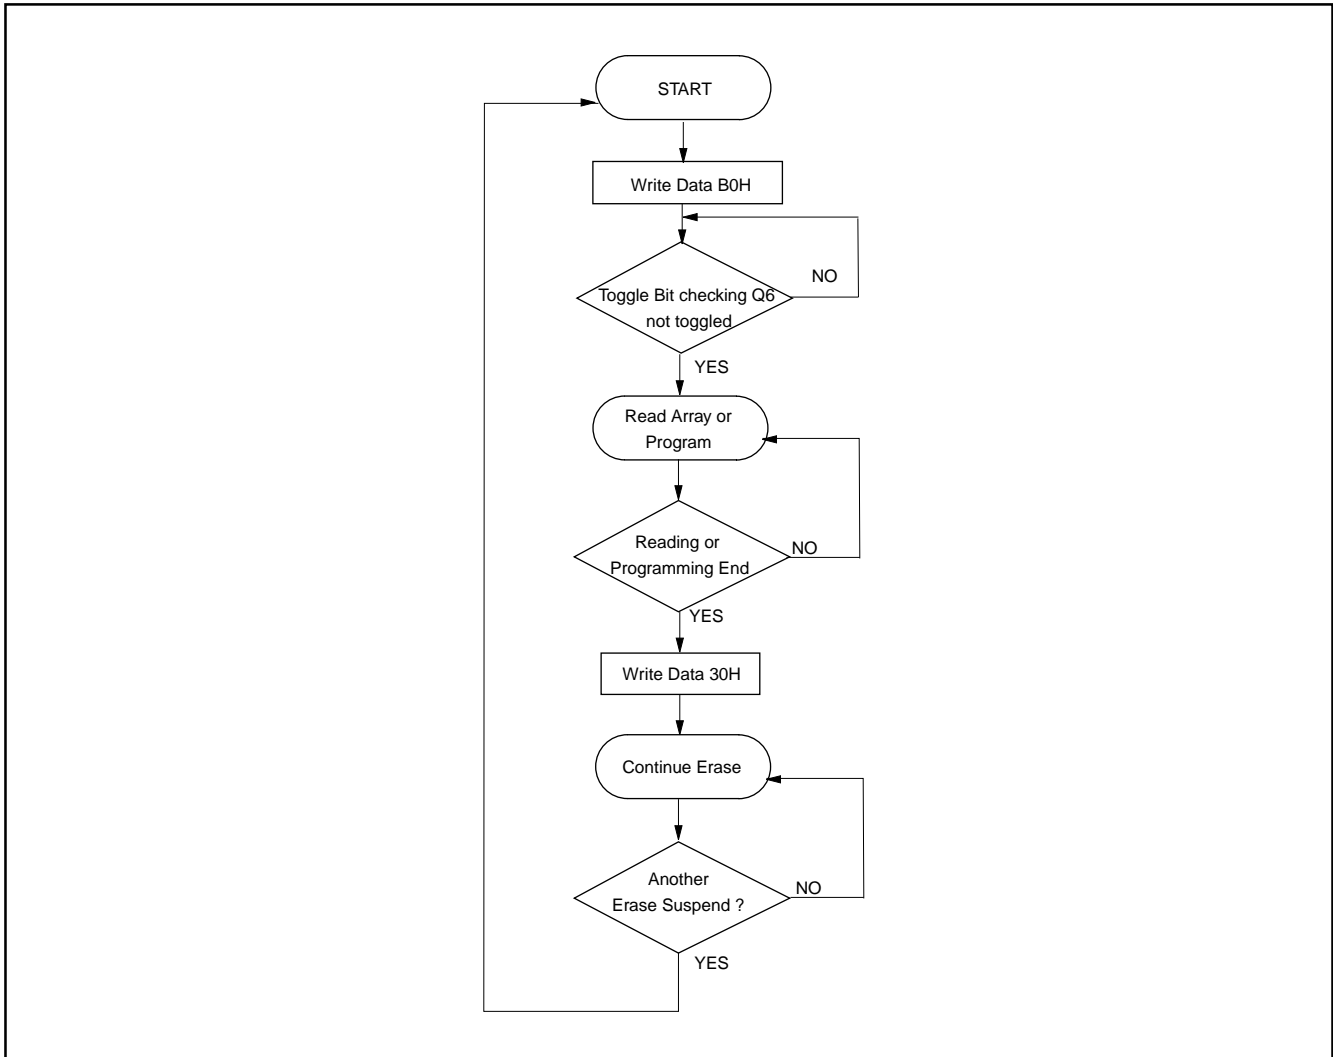 START
Write Data B0H
NO
Toggle Bit checking Q6
not toggled
YES
Read Array or
Program
Reading or
NO
Programming End
YES
Write Data 30H
Continue Erase
Another
NO
Erase Suspend ?
YES